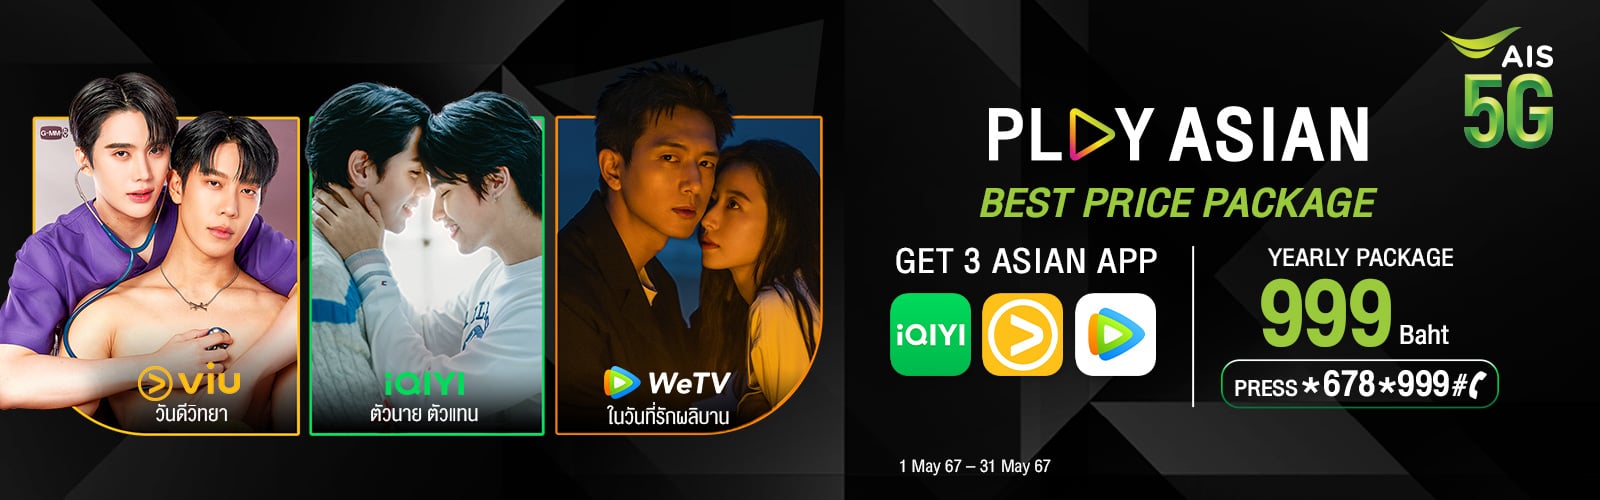 G-MM
viu
วันดีวิทยา
iQIYI
ตัวนาย ตัวแทน
WeTV
ในวันที่รักผลิบาน
PLAY ASIAN
BEST PRICE PACKAGE
GET 3 ASIAN APP
iQIYI
YEARLY PACKAGE
999 Baht
PRESS *678*999#
1 May 67 – 31 May 67
AIS
5G